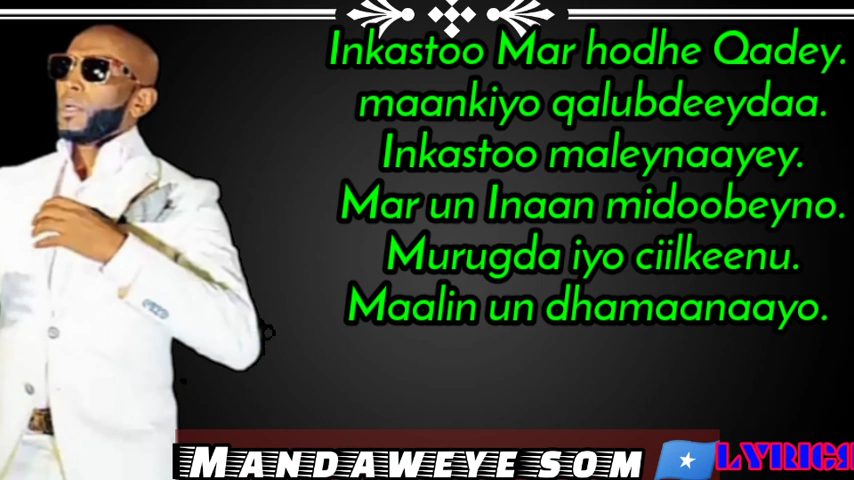 Inkastoo Mar hodhe Qadey.
maankiyo qalubdeeydaa.
Inkastoo maleynaayey.
Mar un Inaan midoobeyno.
Murugda iyo ciilkeenu.
Maalin un dhamaanaayo.
MANDAWEYE SOM